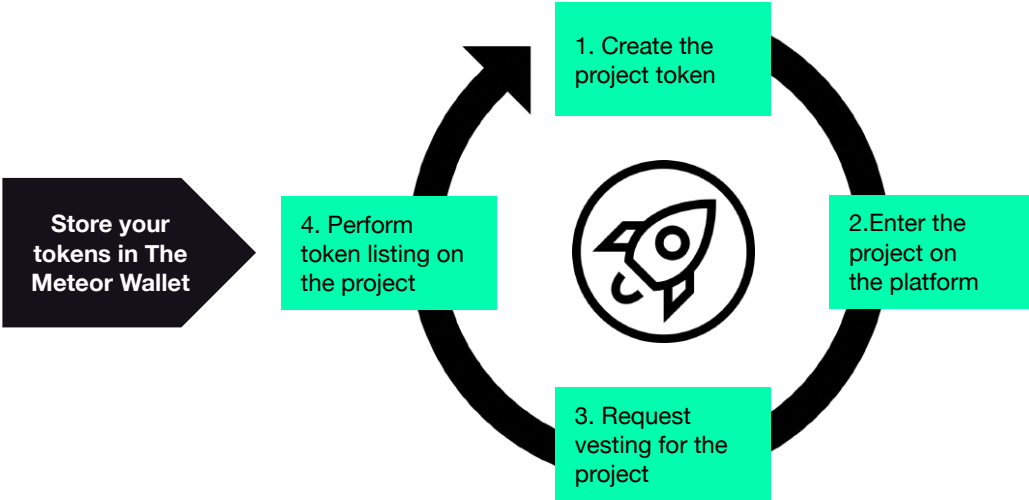 1. Create the
project token
2.Enter the
project on
the platform
3. Request
vesting for the
project
4. Perform
token listing on
the project
Store your
tokens in The
Meteor Wallet